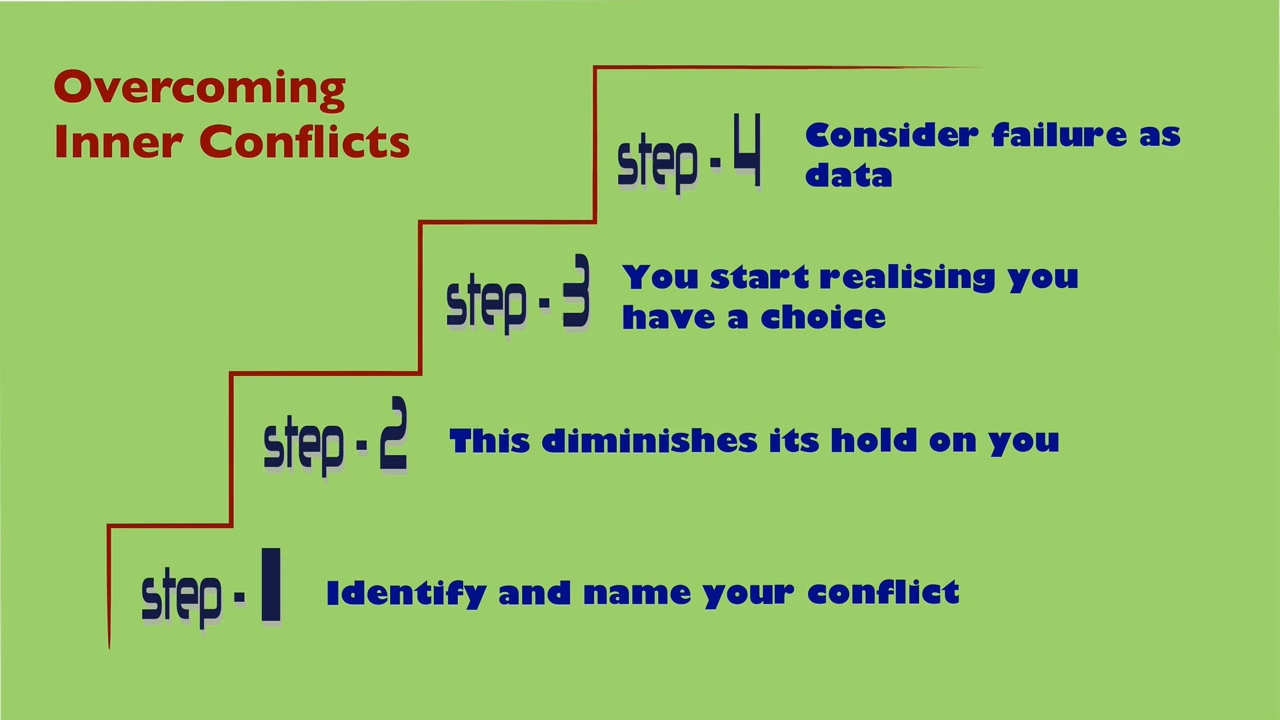 Overcoming
Inner Conflicts
step - 4 Consider failure as
data
step - 3 You start realising you
have a choice
step - 2 This diminishes its hold on you
step - 1 Identify and name your conflict